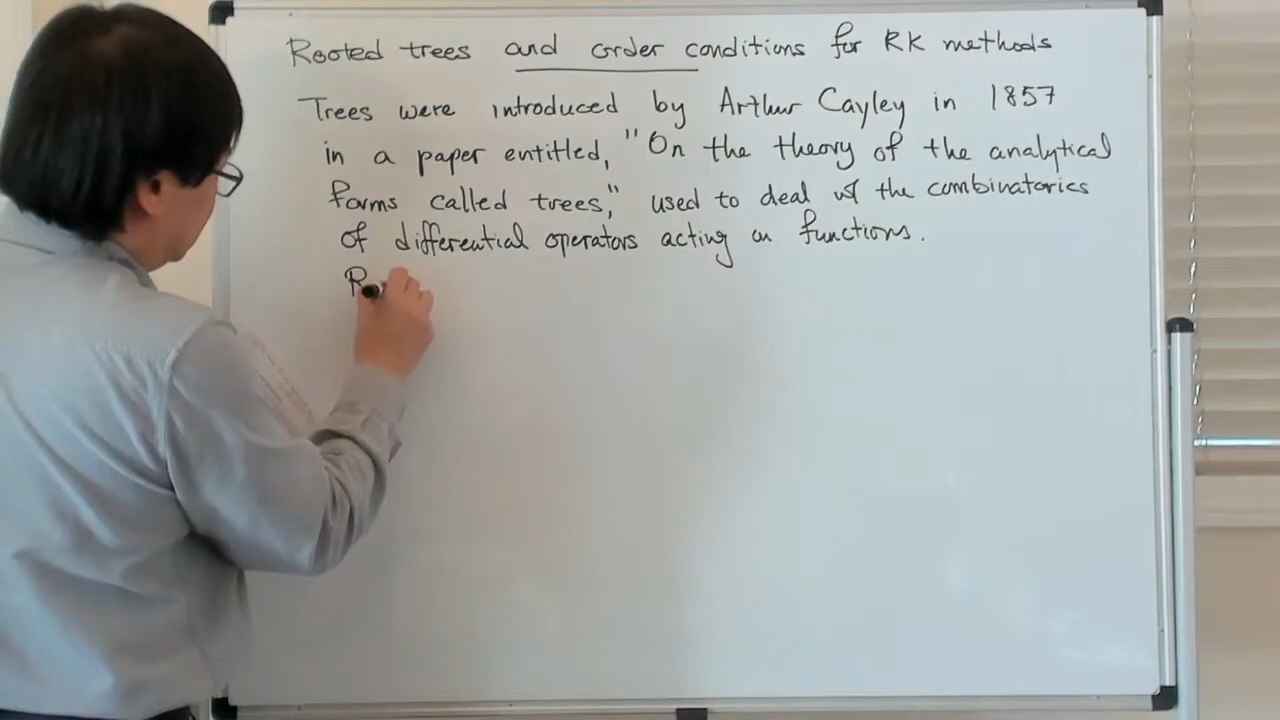 Rooted trees and order conditions for RK methods
Trees were introduced by Arthur Cayley in 1857
in a paper entitled, "On the theory of the analytical
forms called trees," used to deal w/ the combinatorics
of differential operators acting on functions.
R